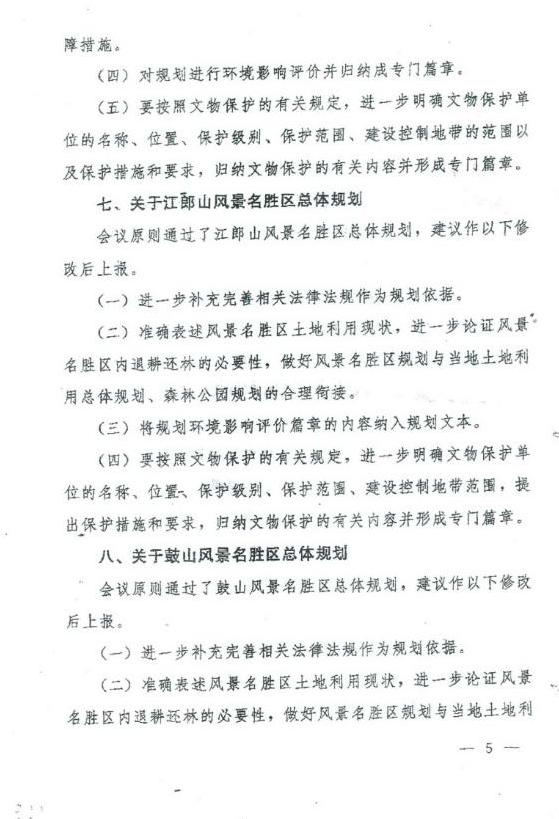 障措施。
（四）对规划进行环境影响评价并归纳成专门篇章。
（五）要按照文物保护的有关规定，进一步明确文物保护单
位的名称、位置、保护级别、保护范围、建设控制地带的范围以
及保护措施和要求，归纳文物保护的有关内容并形成专门篇章。
七、关于江郎山风景名胜区总体规划
会议原则通过了江郎山风景名胜区总体规划，建议作以下修
改后上报。
（一）进一步补充完善相关法律法规作为规划依据。
（二）准确表述风景名胜区土地利用现状，进一步论证风景
名胜区内退耕还林的必要性，做好风景名胜区规划与当地土地利
用总体规划、森林公园规划的合理衔接。
（三）将规划环境影响评价篇章的内容纳入规划文本。
（四）要按照文物保护的有关规定，进一步明确文物保护单
位的名称、位置、保护级别、保护范围、建设控制地带范围，提
出保护措施和要求，归纳文物保护的有关内容并形成专门篇章。
八、关于鼓山风景名胜区总体规划
会议原则通过了鼓山风景名胜区总体规划，建议作以下修改
后上报。
（一）进一步补充完善相关法律法规作为规划依据。
（二）准确表述风景名胜区土地利用现状，进一步论证风景
名胜区内退耕还林的必要性，做好风景名胜区规划与当地土地利
— 5 —